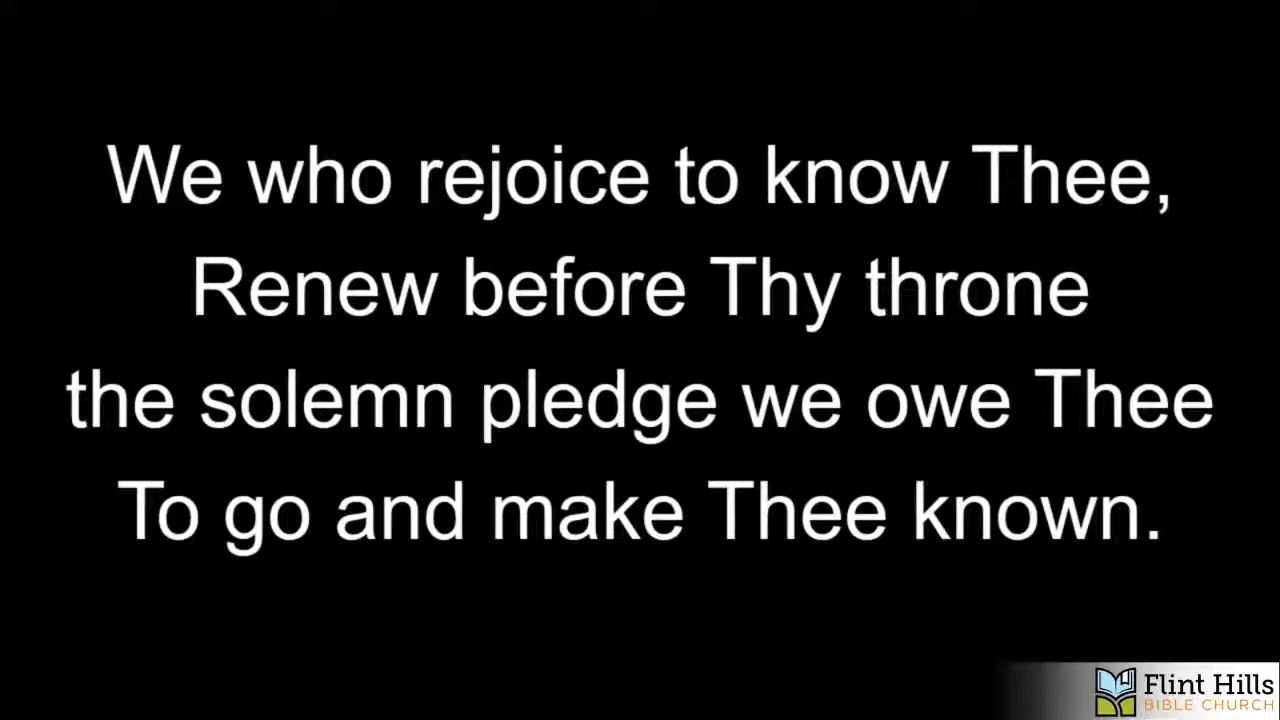 We who rejoice to know Thee,
Renew before Thy throne
the solemn pledge we owe Thee
To go and make Thee known.
Flint Hills
BIBLE CHURCH